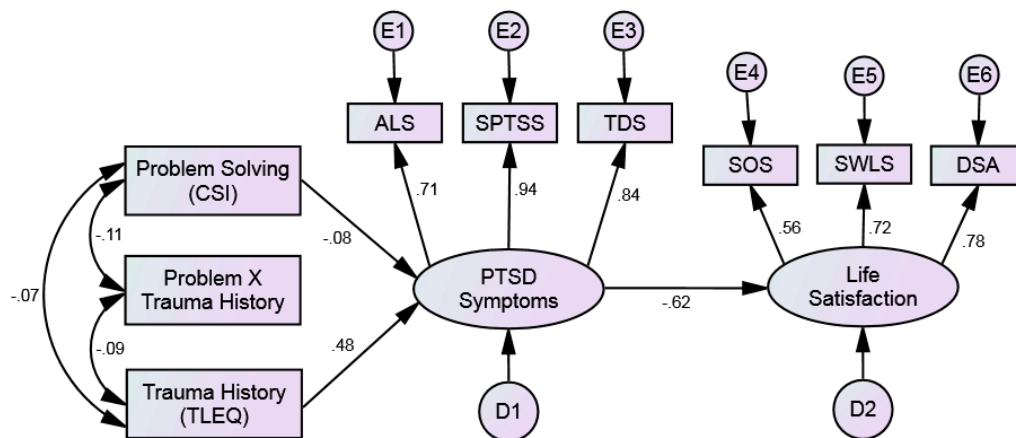 E1
E2
E3
E4
E5
E6
ALS
SPTSS
TDS
SOS
SWLS
DSA
Problem Solving
(CSI)
.71
.94
.84
.56
.72
.78
-.11
-.08
Problem X
Trauma History
PTSD
Symptoms
Life
Satisfaction
-.07
-.62
-.09
.48
Trauma History
(TLEQ)
D1
D2